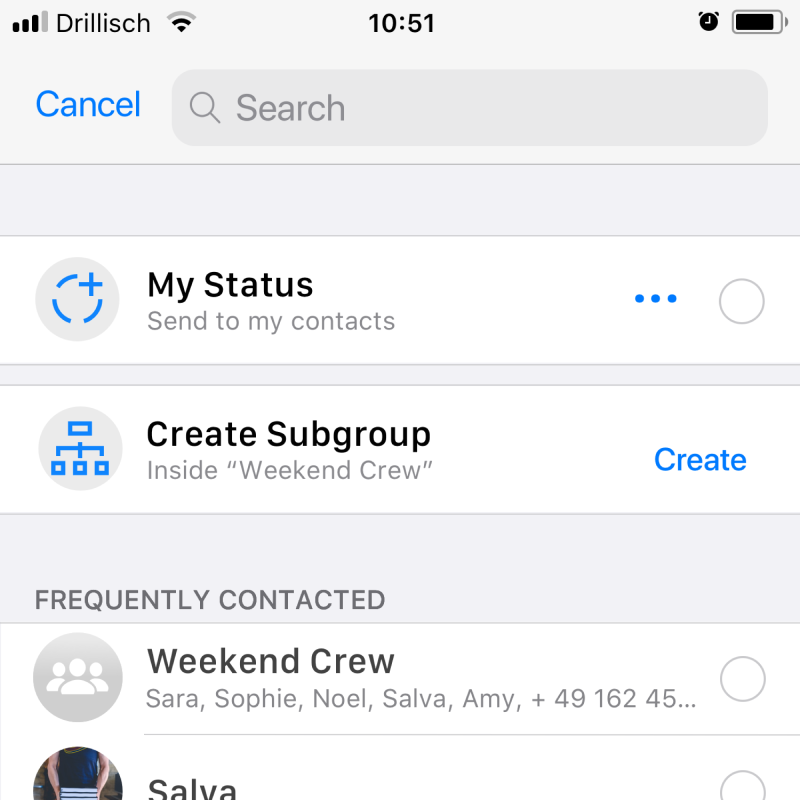 Drillisch 10:51
Cancel Search
My Status
Send to my contacts
Create Subgroup
Inside “Weekend Crew”
Create
FREQUENTLY CONTACTED
Weekend Crew
Sara, Sophie, Noel, Salva, Amy, + 49 162 45...
Salva